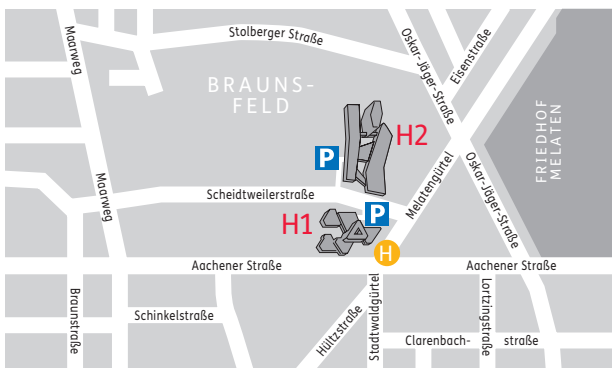 Maarweg
Stolberger Straße
Oskar-Jäger-Straße
Eisenstraße
BRAUNS-
FELD
FRIEDHOF
MELATEN
H2
P
Maarweg
Scheidtweilerstraße
Melatengürtel
Oskar-Jäger-Straße
H1
P
H
Aachener Straße
Aachener Straße
Braunstraße
Schinkelstraße
Hültzstraße
Stadtwaldgürtel
Lortzingstraße
Clarenbach-
straße